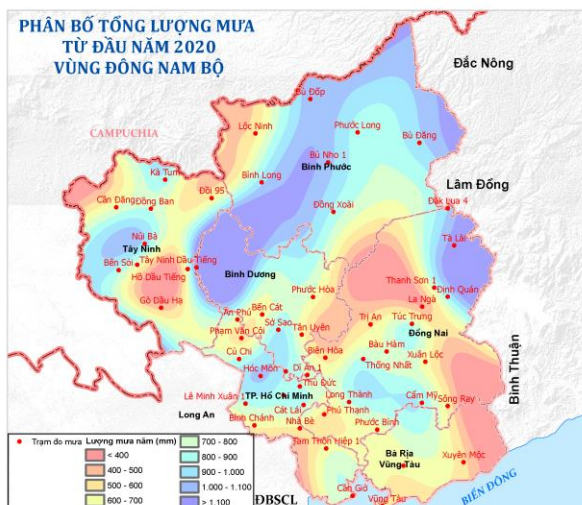 PHÂN BỐ TỔNG LƯỢNG MƯA
TỪ ĐẦU NĂM 2020
VÙNG ĐÔNG NAM BỘ
Đắc Nông
CAMPUCHIA
Bù Đốp
Lộc Ninh
Phước Long
Bù Đăng
Bù Nho 1
Bình Phước
Kà Tum
Bình Long
Lâm Đồng
Đồi 95
Cần Đăng
Đồng Ban
Đồng Xoài
Đăk Lua 4
Núi Bà
Tây Ninh
Tà Lài
Bến Sỏi
Tây Ninh
Dầu Tiếng
Hồ Dầu Tiếng
Bình Dương
Thanh Sơn 1
Định Quán
Phước Hòa
Gò Dầu Hạ
La Ngà
Bến Cát
An Phú
Sở Sao
Trị An
Túc Trưng
Phạm Văn Cội
Tân Uyên
Đồng Nai
Củ Chi
Biên Hòa
Bàu Hàm
Thống Nhất
Xuân Lộc
Bình Thuận
Hóc Môn
Dĩ An 1
Thủ Đức
Lê Minh Xuân
TP. Hồ Chí Minh
Long Thành
Cẩm Mỹ
Sông Ray
Long An
Cát Lái
Phú Thạnh
Bình Chánh
Nhà Bè
Phước Bình
Tam Thôn Hiệp 1
Bà Rịa
Vũng Tàu
Xuyên Mộc
Cần Giờ
Vũng Tàu
BIỂN ĐÔNG
ĐBSCL
Trạm đo mưa
Lượng mưa năm (mm)
< 400
400 - 500
500 - 600
600 - 700
700 - 800
800 - 900
900 - 1.000
1.000 - 1.100
> 1.100